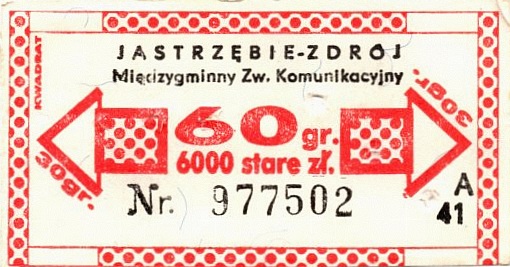 JASTRZĘBIE-ZDRÓJ
Międzygminny Zw. Komunikacyjny
KWADRAT
60 gr.
6000 stare zł.
30gr.
30gr.
Nr. 977502
A
41